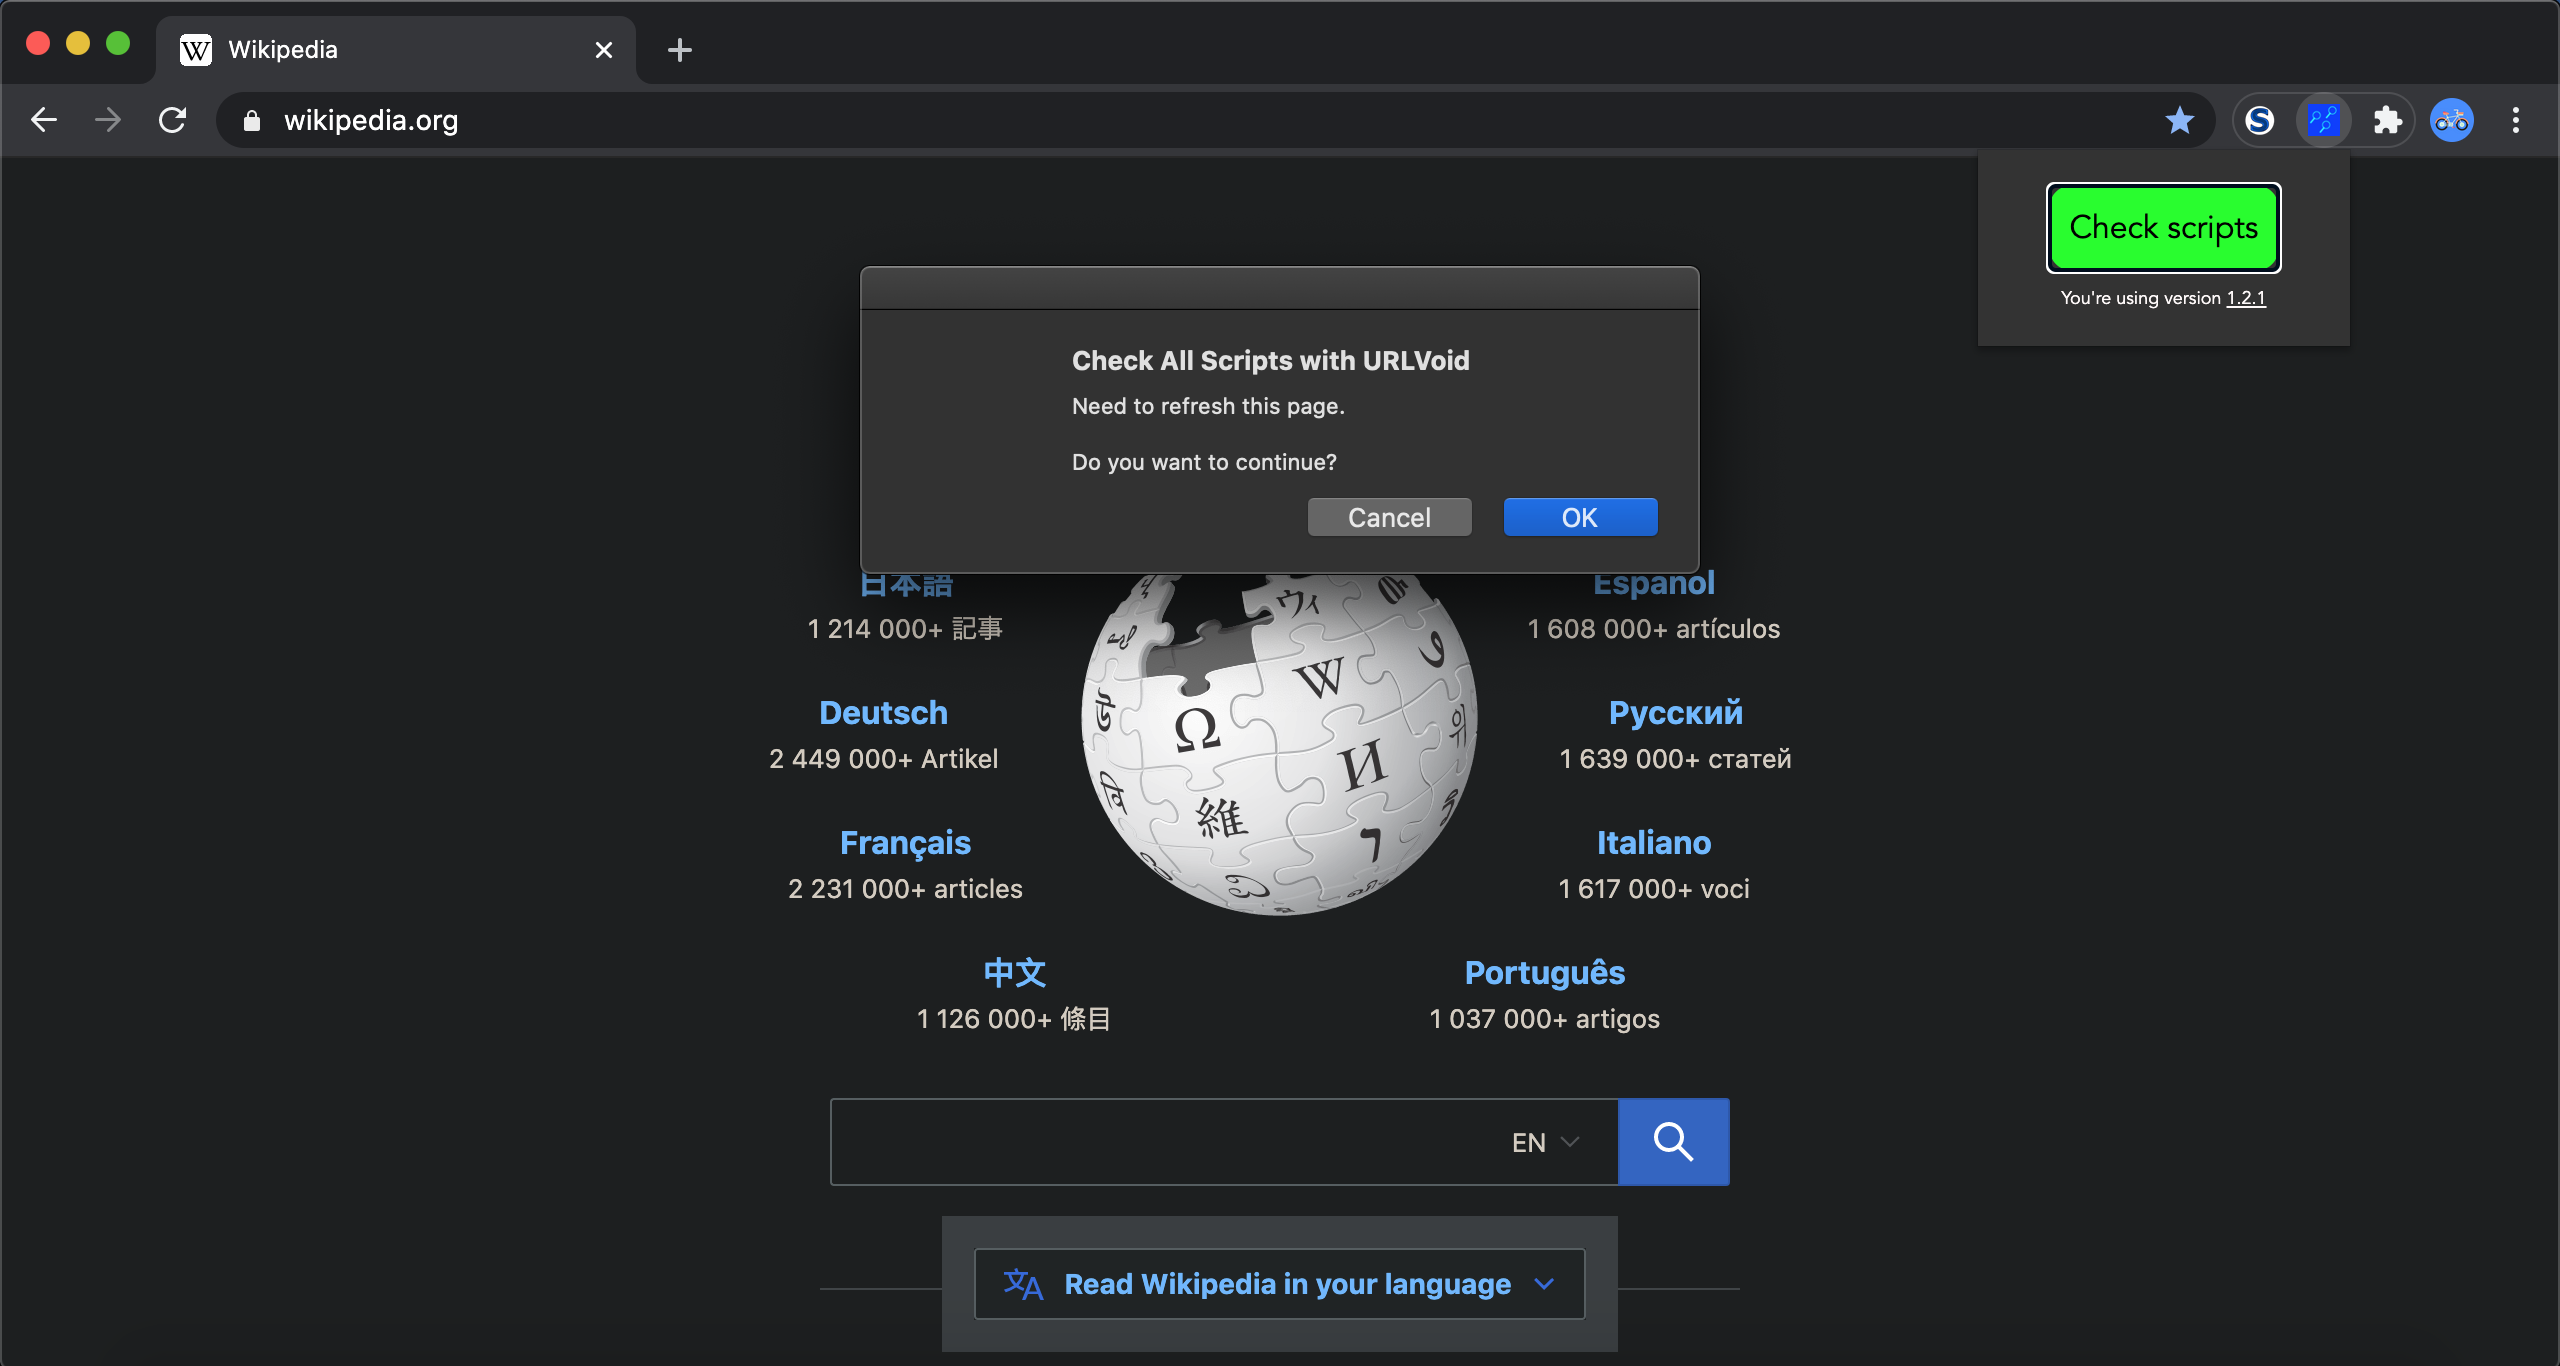 Wikipedia
wikipedia.org
Check scripts
You're using version 1.2.1
Check All Scripts with URLVoid
Need to refresh this page.
Do you want to continue?
Cancel
OK
日本語
1 214 000+ 記事
Español
1 608 000+ artículos
Deutsch
2 449 000+ Artikel
Русский
1 639 000+ статей
Français
2 231 000+ articles
Italiano
1 617 000+ voci
中文
1 126 000+ 條目
Português
1 037 000+ artigos
ウィ
W
Ω
И
維
EN
Read Wikipedia in your language